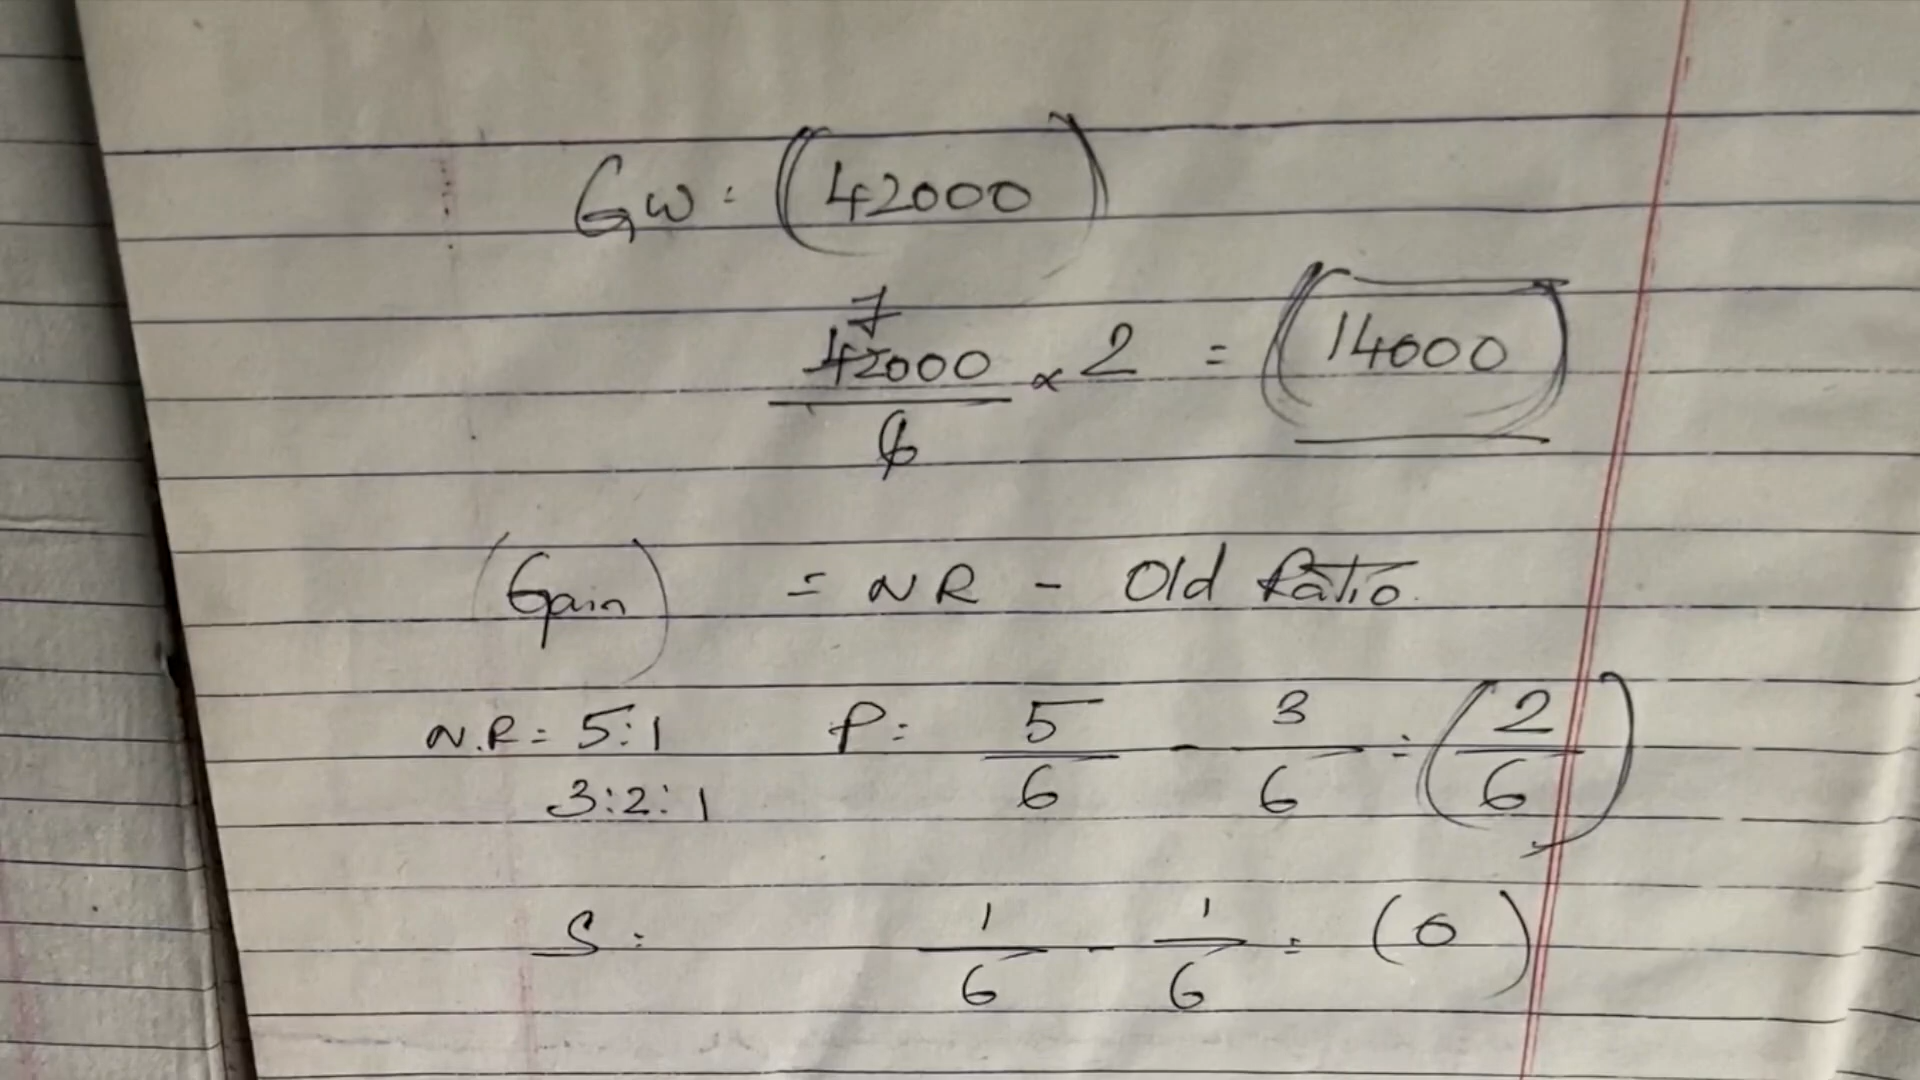 GW : (42000)
7
42000/6 × 2 = (14000)
(Gain) = NR - Old Ratio.
N.R = 5:1 P = 5/6 - 3/6 = (2/6)
3:2:1
S = 1/6 - 1/6 = (0)